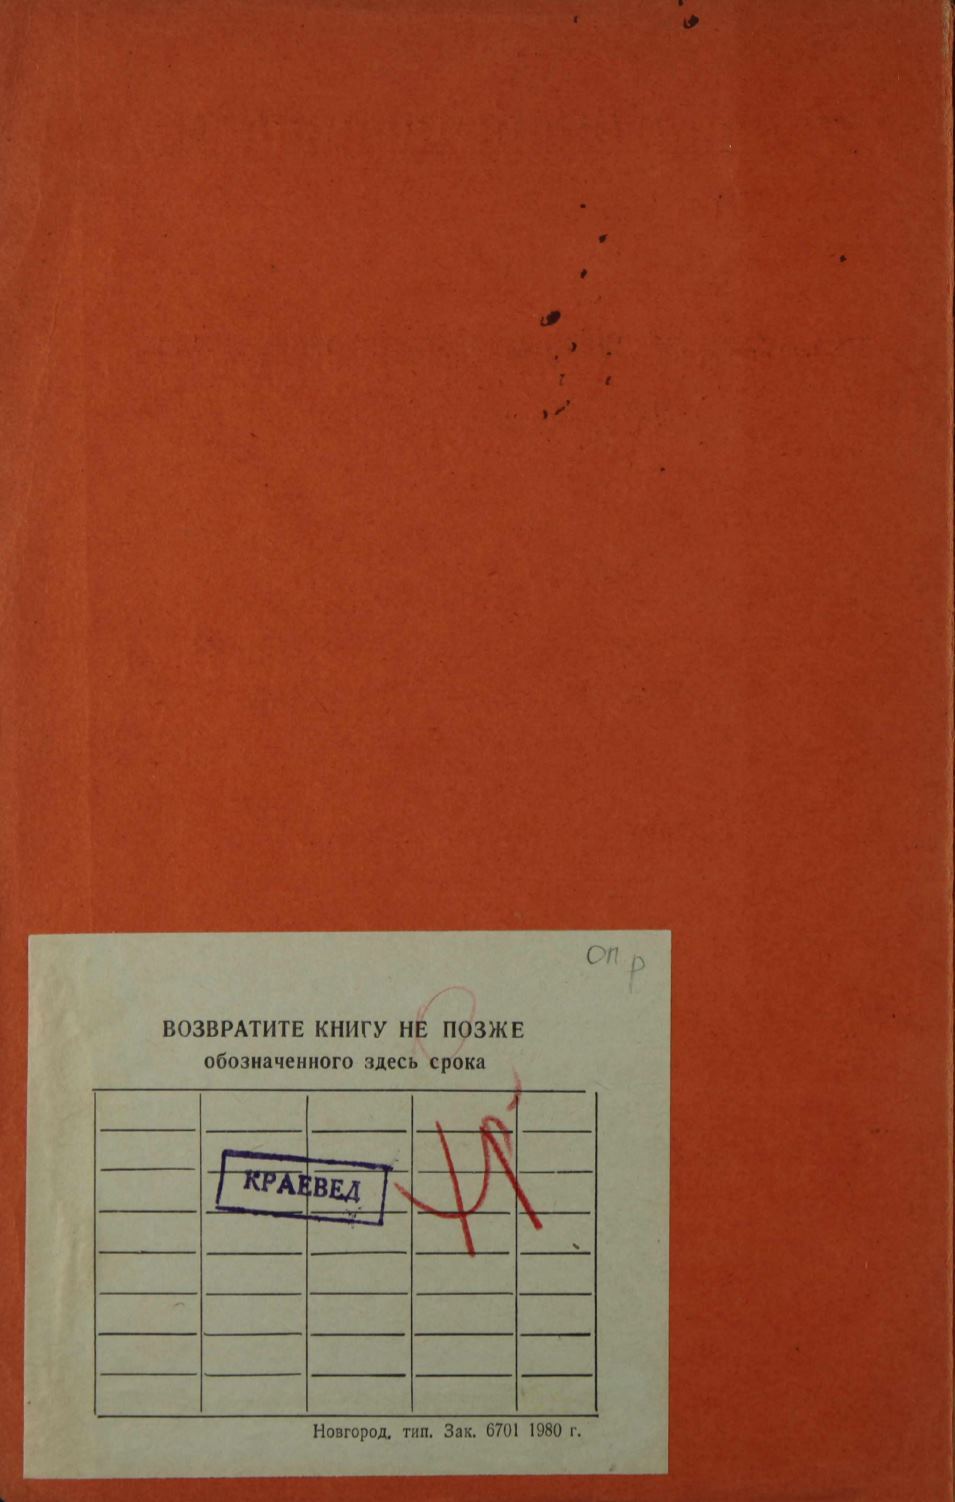 оп р
ВОЗВРАТИТЕ КНИГУ НЕ ПОЗЖЕ
обозначенного здесь срока
КРАЕВЕД
Новгород, тип. Зак. 6701 1980 г.